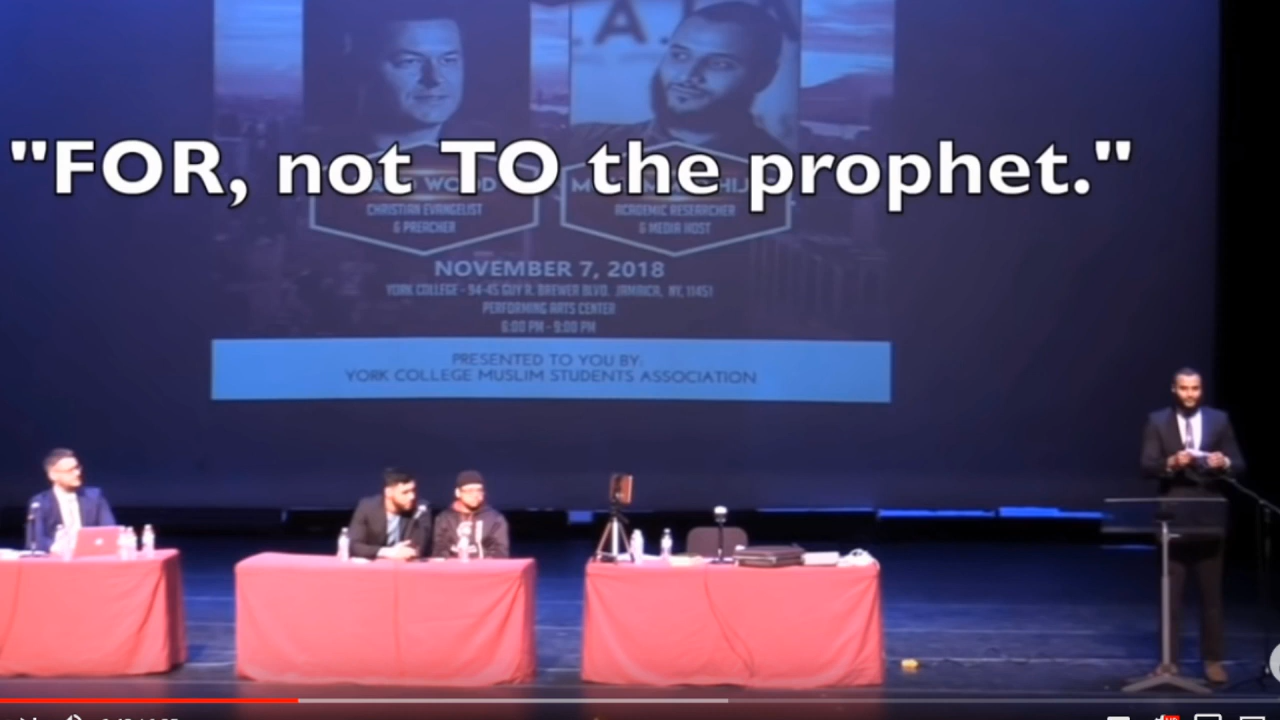 "FOR, not TO the prophet."
WOOD
CHRISTIAN EVANGELIST
& PREACHER
ACADEMIC RESEARCHER
& MEDIA HOST
NOVEMBER 7, 2018
YORK COLLEGE - 94-45 GUY R. BREWER BLVD. JAMAICA, NY, 11451
PERFORMING ARTS CENTER
6:00 PM - 9:00 PM
PRESENTED TO YOU BY:
YORK COLLEGE MUSLIM STUDENTS ASSOCIATION